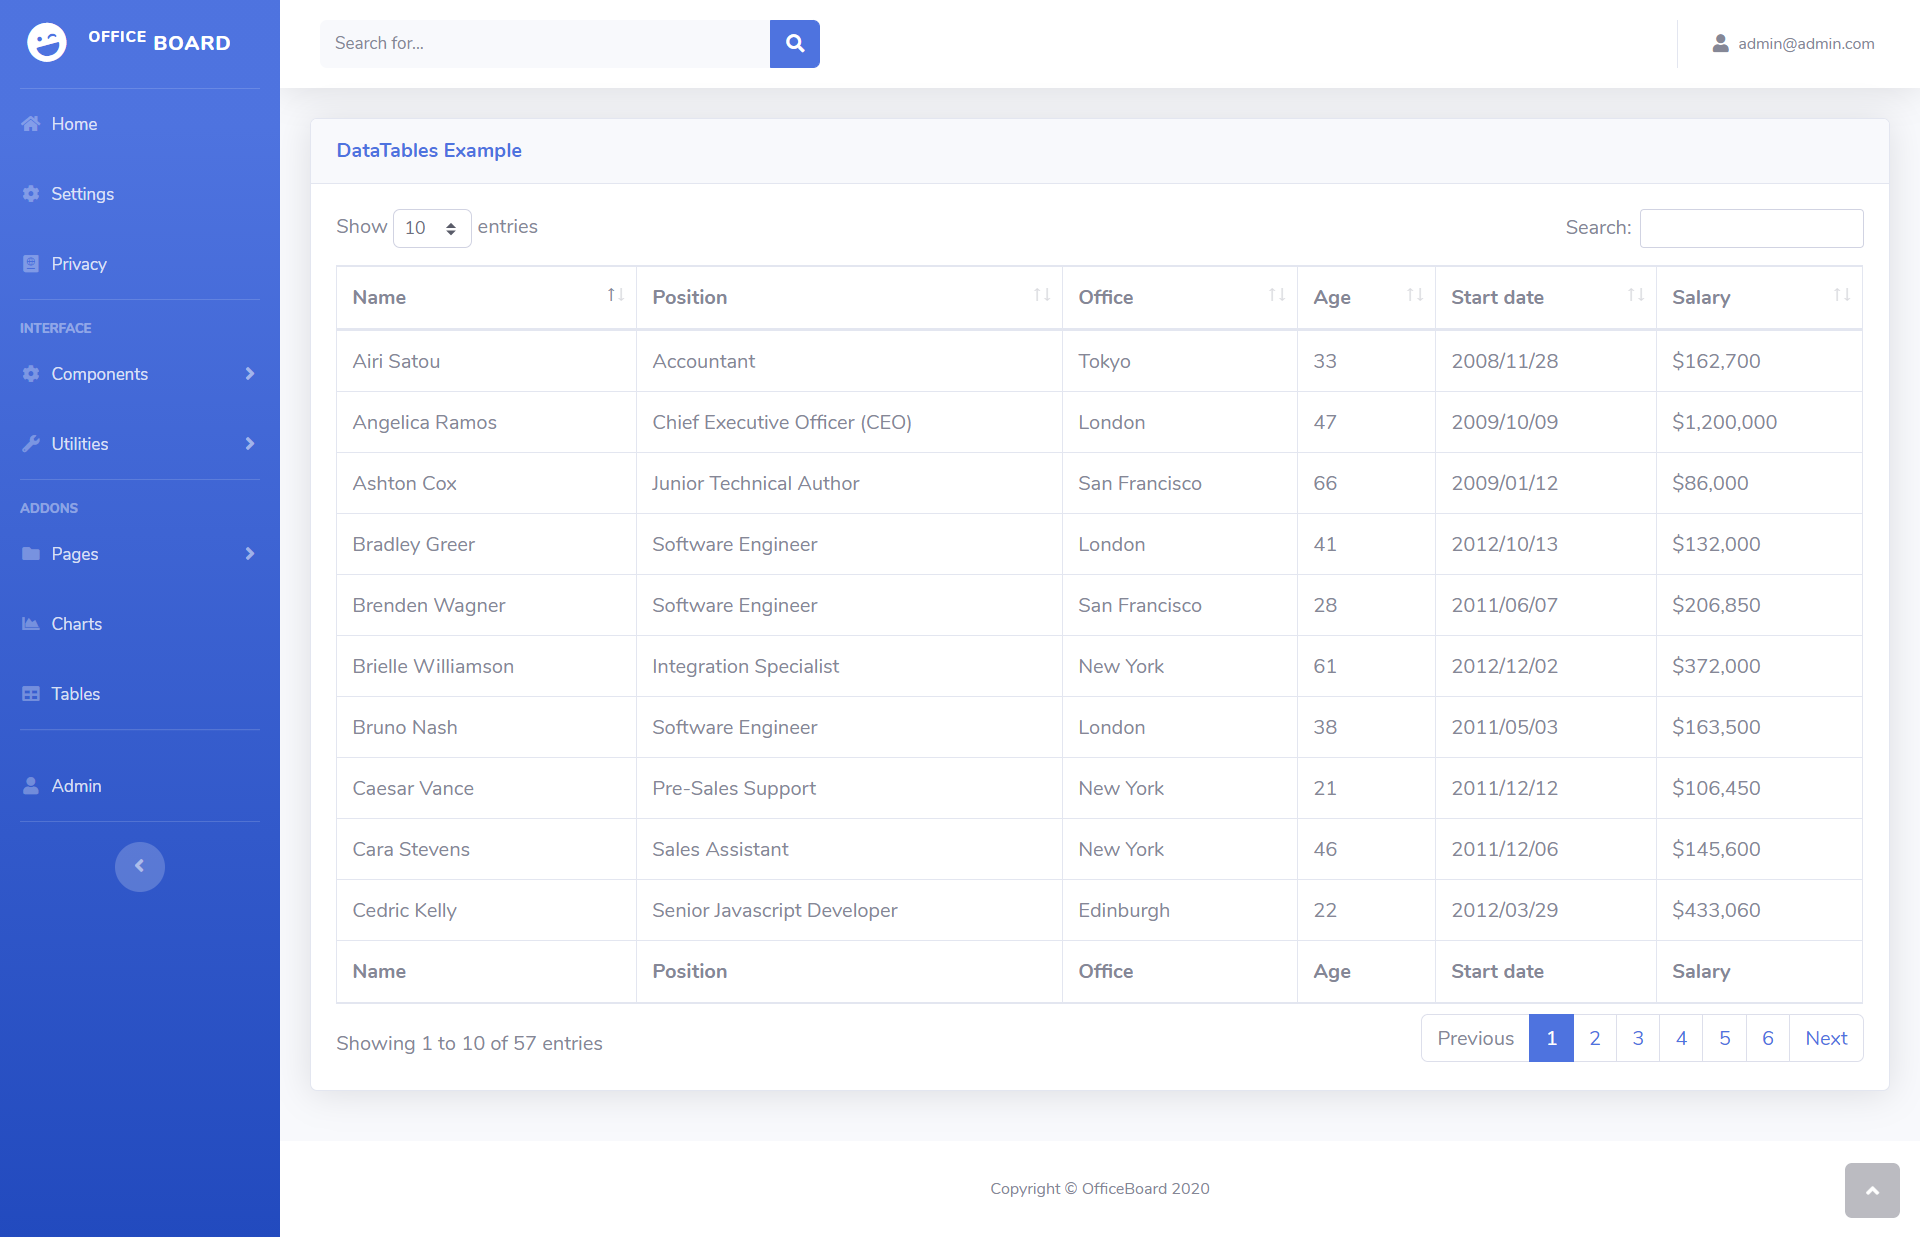 OFFICE BOARD
Search for...
admin@admin.com
Home
Settings
Privacy
INTERFACE
Components
Utilities
ADDONS
Pages
Charts
Tables
Admin
DataTables Example
Show 10 entries
Search:
Name Position Office Age Start date Salary
Airi Satou Accountant Tokyo 33 2008/11/28 $162,700
Angelica Ramos Chief Executive Officer (CEO) London 47 2009/10/09 $1,200,000
Ashton Cox Junior Technical Author San Francisco 66 2009/01/12 $86,000
Bradley Greer Software Engineer London 41 2012/10/13 $132,000
Brenden Wagner Software Engineer San Francisco 28 2011/06/07 $206,850
Brielle Williamson Integration Specialist New York 61 2012/12/02 $372,000
Bruno Nash Software Engineer London 38 2011/05/03 $163,500
Caesar Vance Pre-Sales Support New York 21 2011/12/12 $106,450
Cara Stevens Sales Assistant New York 46 2011/12/06 $145,600
Cedric Kelly Senior Javascript Developer Edinburgh 22 2012/03/29 $433,060
Name Position Office Age Start date Salary
Showing 1 to 10 of 57 entries
Previous 1 2 3 4 5 6 Next
Copyright © OfficeBoard 2020